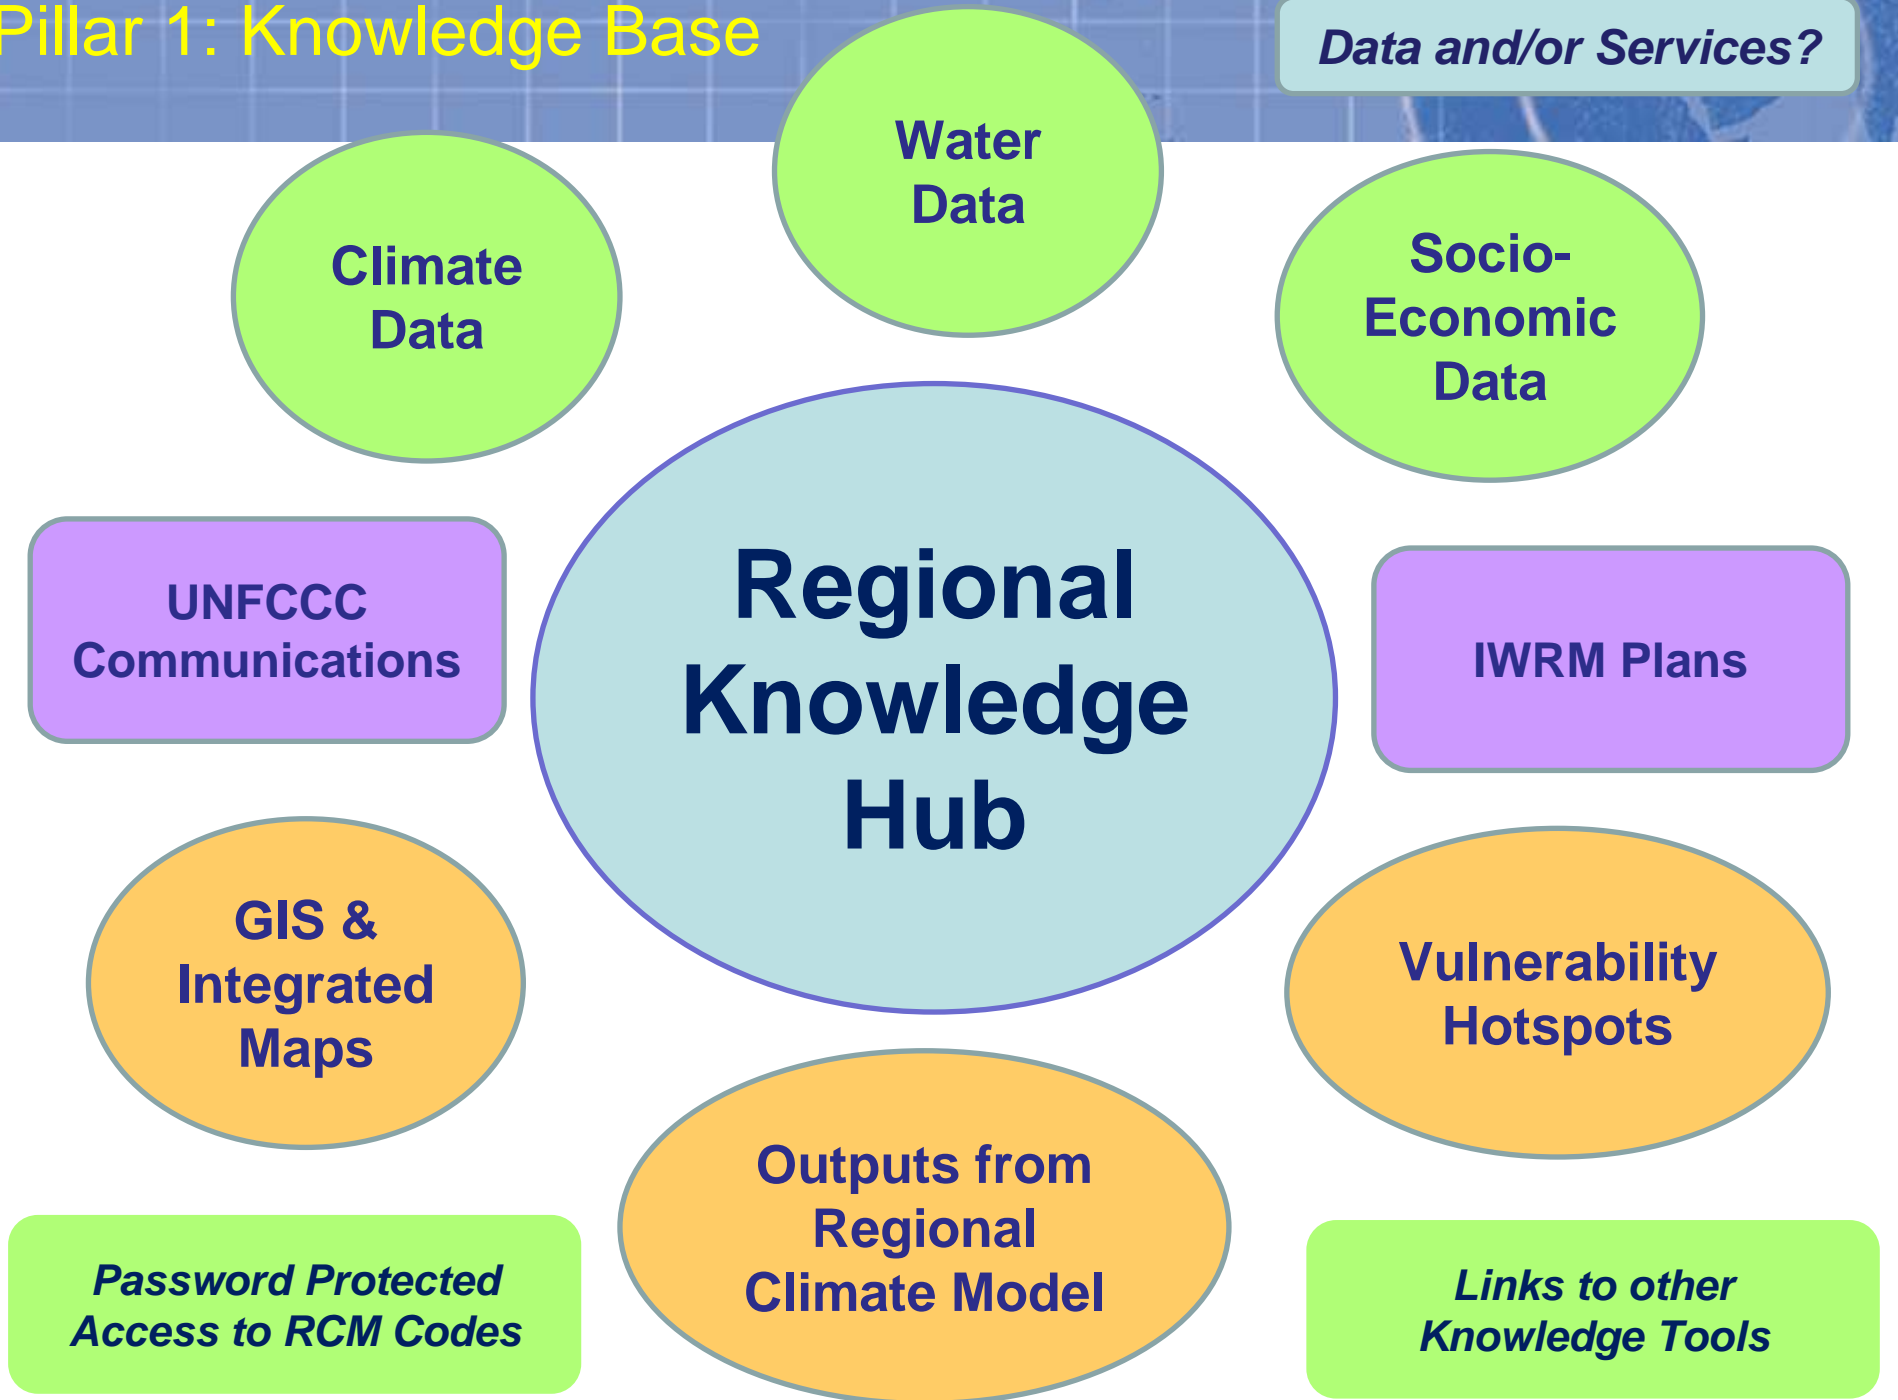 Pillar 1: Knowledge Base
Data and/or Services?
Water
Data
Climate
Data
Socio-
Economic
Data
Regional
Knowledge
Hub
UNFCCC
Communications
IWRM Plans
GIS &
Integrated
Maps
Vulnerability
Hotspots
Outputs from
Regional
Climate Model
Password Protected
Access to RCM Codes
Links to other
Knowledge Tools